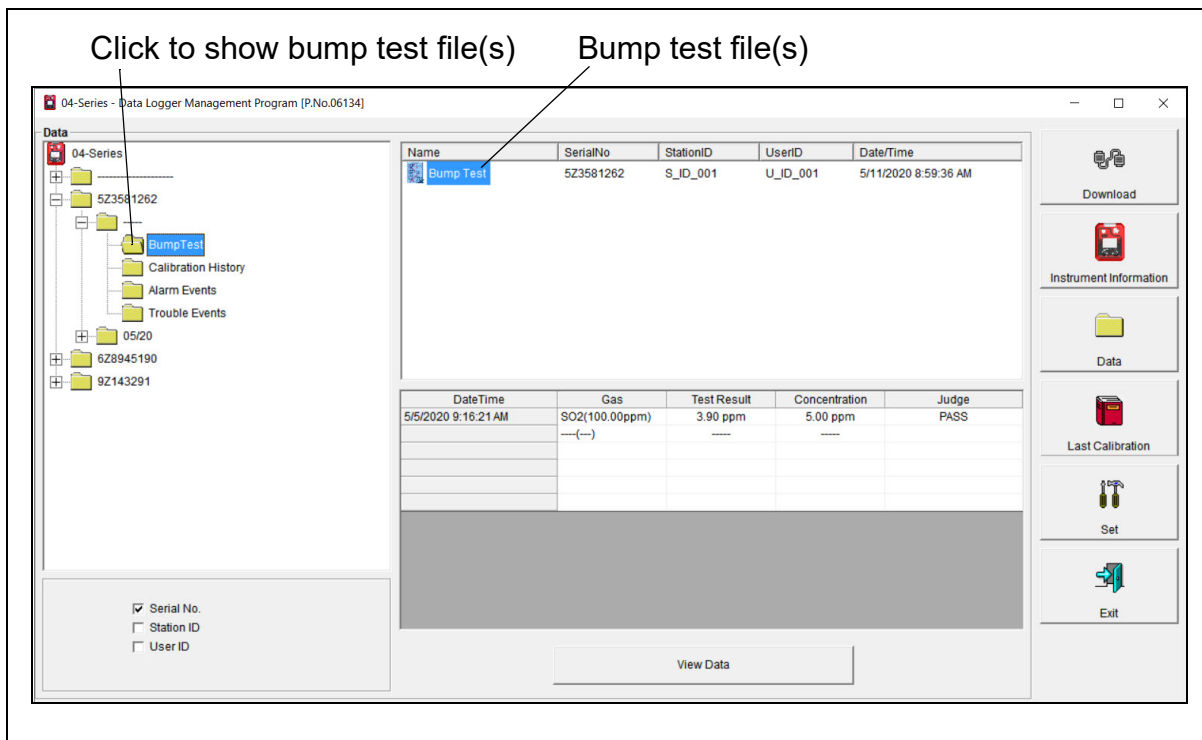 Click to show bump test file(s) Bump test file(s)
04-Series - Data Logger Management Program [P.No.06134]
Data
04-Series
--------------------
5Z3581262
----
BumpTest
Calibration History
Alarm Events
Trouble Events
05/20
6Z8945190
9Z143291
Serial No.
Station ID
User ID
Name SerialNo StationID UserID Date/Time
Bump Test 5Z3581262 S_ID_001 U_ID_001 5/11/2020 8:59:36 AM
DateTime Gas Test Result Concentration Judge
5/5/2020 9:16:21 AM SO2(100.00ppm) 3.90 ppm 5.00 ppm PASS
----(---) ----- -----
View Data
Download
Instrument Information
Data
Last Calibration
Set
Exit